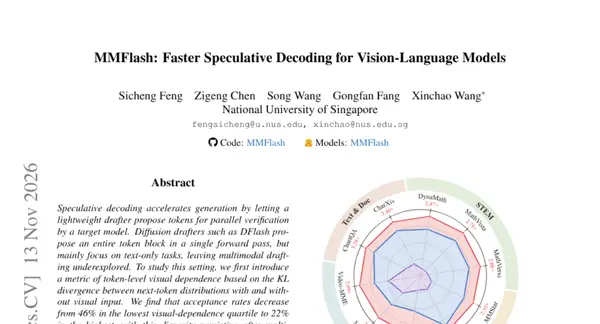 MMFlash: Faster Speculative Decoding for Vision-Language Models
Sicheng Feng Zigeng Chen Song Wang Gongfan Fang Xinchao Wang*
National University of Singapore
fengsicheng@u.nus.edu, xinchao@nus.edu.sg
Code: MMFlash Models: MMFlash
s.CV] 13 Nov 2026
Abstract
Speculative decoding accelerates generation by letting a
lightweight drafter propose tokens for parallel verification
by a target model. Diffusion drafters such as DFlash pro-
pose an entire token block in a single forward pass, but
mainly focus on text-only tasks, leaving multimodal draft-
ing underexplored. To study this setting, we first introduce
a metric of token-level visual dependence based on the KL
divergence between next-token distributions with and with-
out visual input. We find that acceptance rates decrease
from 46% in the lowest visual-dependence quartile to 22%
Text & Doc
STEM
CharXiv
DynaMath
MathVista
MathVerse
MMStar
ChartQA
Video-MME